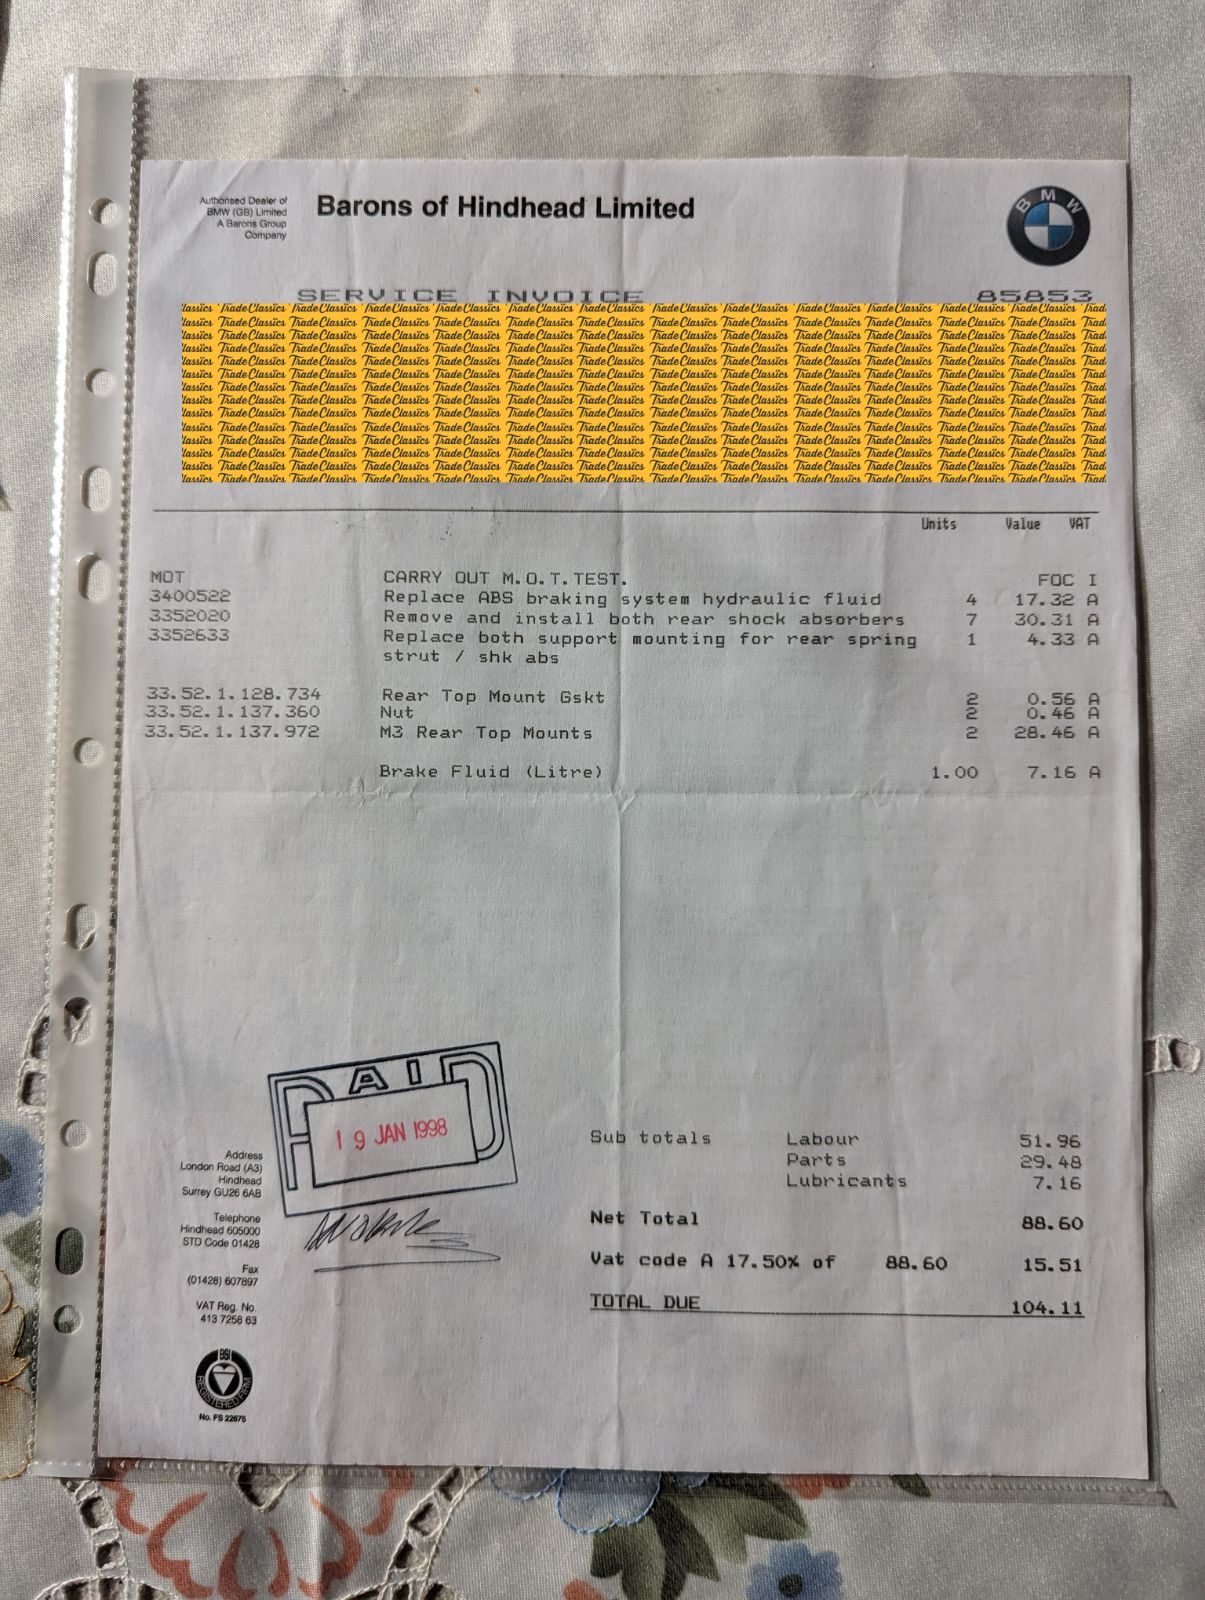 Authorised Dealer of
BMW (GB) Limited
A Barons Group
Company
Barons of Hindhead Limited
BMW
SERVICE INVOICE 85853
TradeClassics
Units Value VAT
MOT CARRY OUT M.O.T.TEST. FOC I
3400522 Replace ABS braking system hydraulic fluid 4 17.32 A
3352020 Remove and install both rear shock absorbers 7 30.31 A
3352633 Replace both support mounting for rear spring 1 4.33 A
strut / shk abs
33.52.1.128.734 Rear Top Mount Gskt 2 0.56 A
33.52.1.137.360 Nut 2 0.46 A
33.52.1.137.972 M3 Rear Top Mounts 2 28.46 A
Brake Fluid (Litre) 1.00 7.16 A
PAID
19 JAN 1998
Sub totals Labour 51.96
Parts 29.48
Lubricants 7.16
Net Total 88.60
Vat code A 17.50% of 88.60 15.51
TOTAL DUE 104.11
Address
London Road (A3)
Hindhead
Surrey GU26 6AB
Telephone
Hindhead 605000
STD Code 01428
Fax
(01428) 607897
VAT Reg. No.
413 7258 63
BSI
REGISTERED FIRM
No. FS 22675